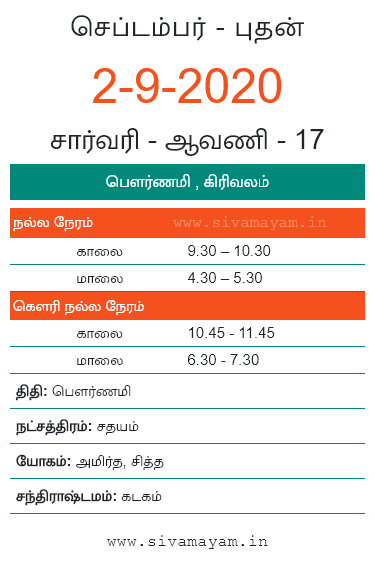 செப்டம்பர் - புதன்
2-9-2020
சார்வரி - ஆவணி - 17
பௌர்ணமி , கிரிவலம்
நல்ல நேரம் www.sivamayam.in
காலை 9.30 – 10.30
மாலை 4.30 – 5.30
கௌரி நல்ல நேரம்
காலை 10.45 - 11.45
மாலை 6.30 - 7.30
திதி: பௌர்ணமி
நட்சத்திரம்: சதயம்
யோகம்: அமிர்த, சித்த
சந்திராஷ்டமம்: கடகம்
www.sivamayam.in